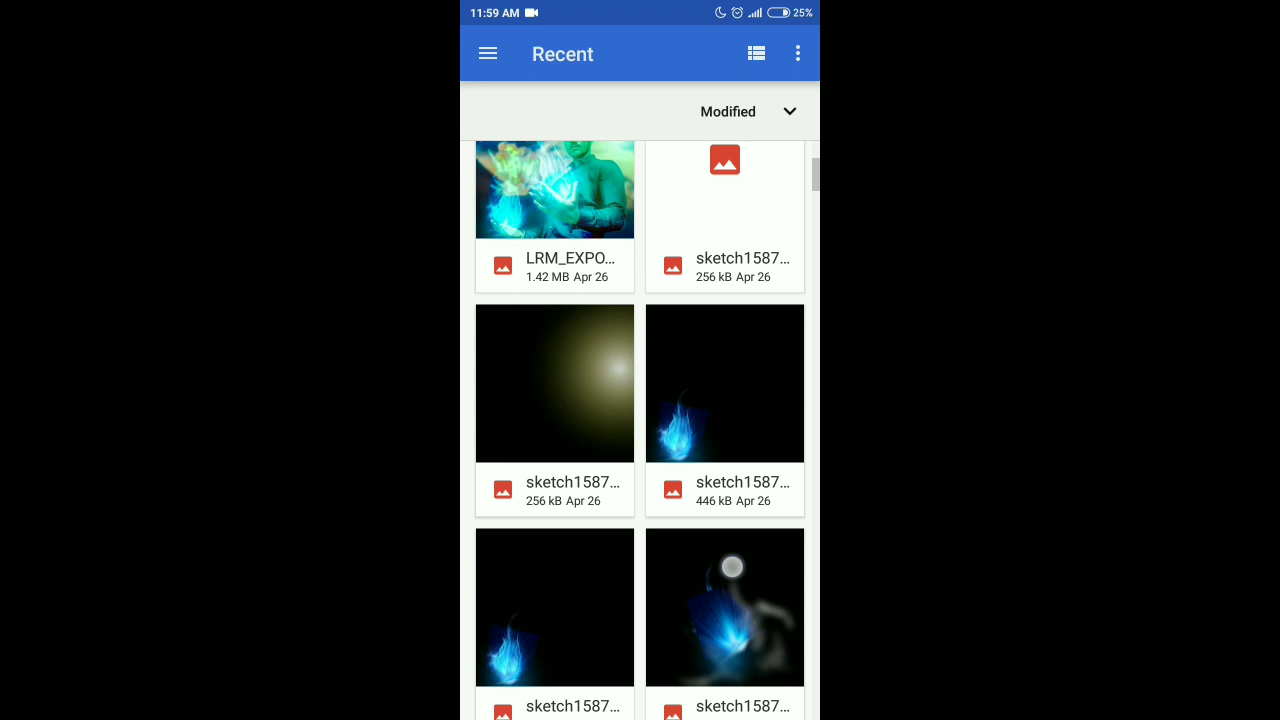 11:59 AM 25%
Recent
Modified
LRM_EXPO... sketch1587...
1.42 MB Apr 26 256 kB Apr 26
sketch1587... sketch1587...
256 kB Apr 26 446 kB Apr 26
sketch1587... sketch1587...